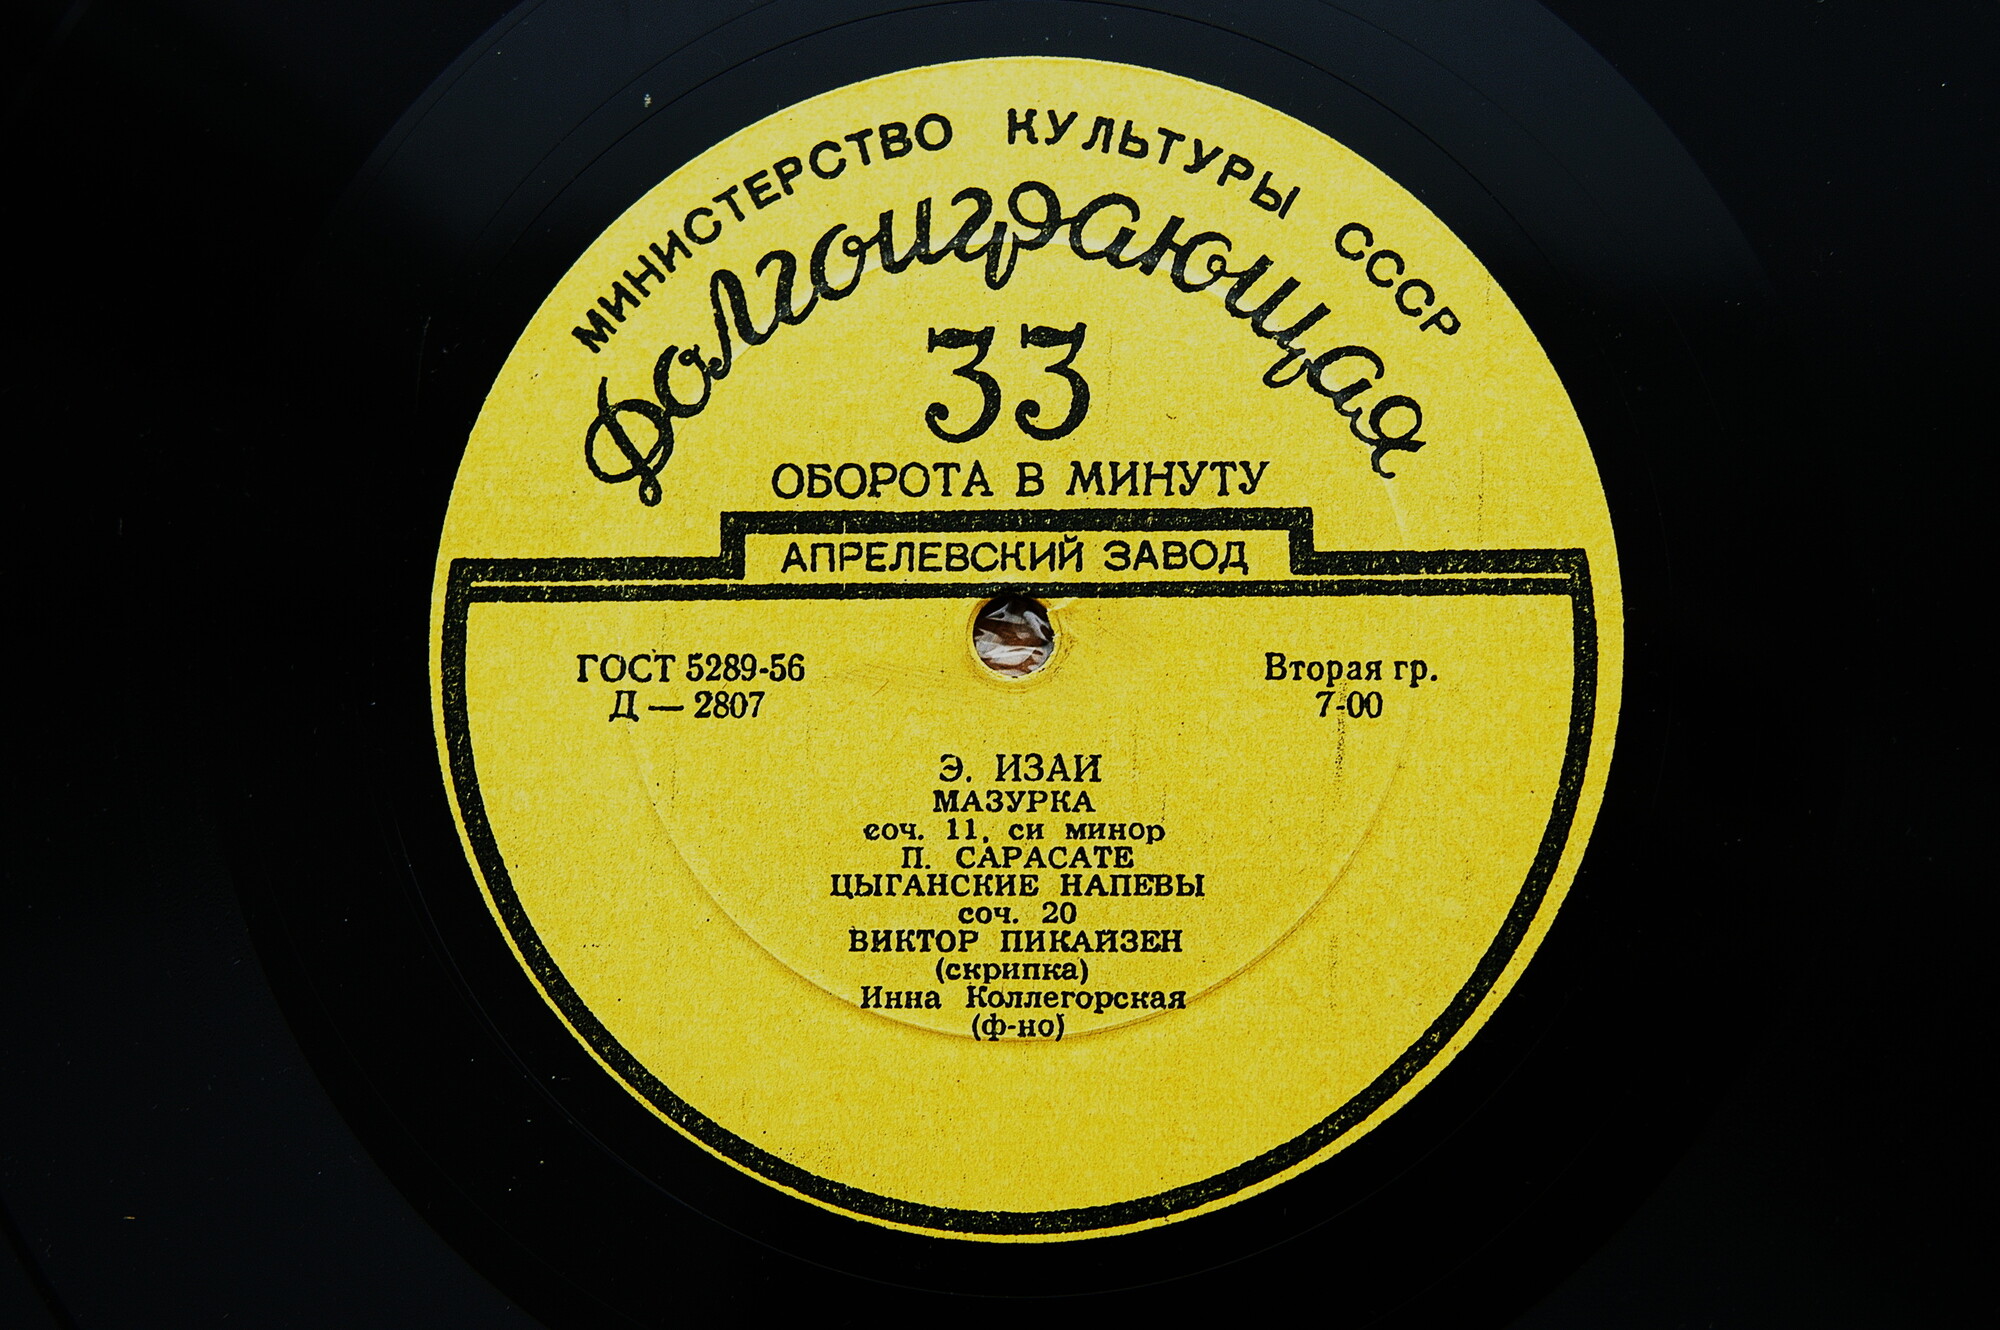 МИНИСТЕРСТВО КУЛЬТУРЫ СССР
Долгоиграющая
33
ОБОРОТА В МИНУТУ
АПРЕЛЕВСКИЙ ЗАВОД
ГОСТ 5289-56
Д — 2807
Вторая гр.
7-00
Э. ИЗАИ
МАЗУРКА
соч. 11, си минор
П. САРАСАТЕ
ЦЫГАНСКИЕ НАПЕВЫ
соч. 20
ВИКТОР ПИКАЙЗЕН
(скрипка)
Инна Коллегорская
(ф-но)